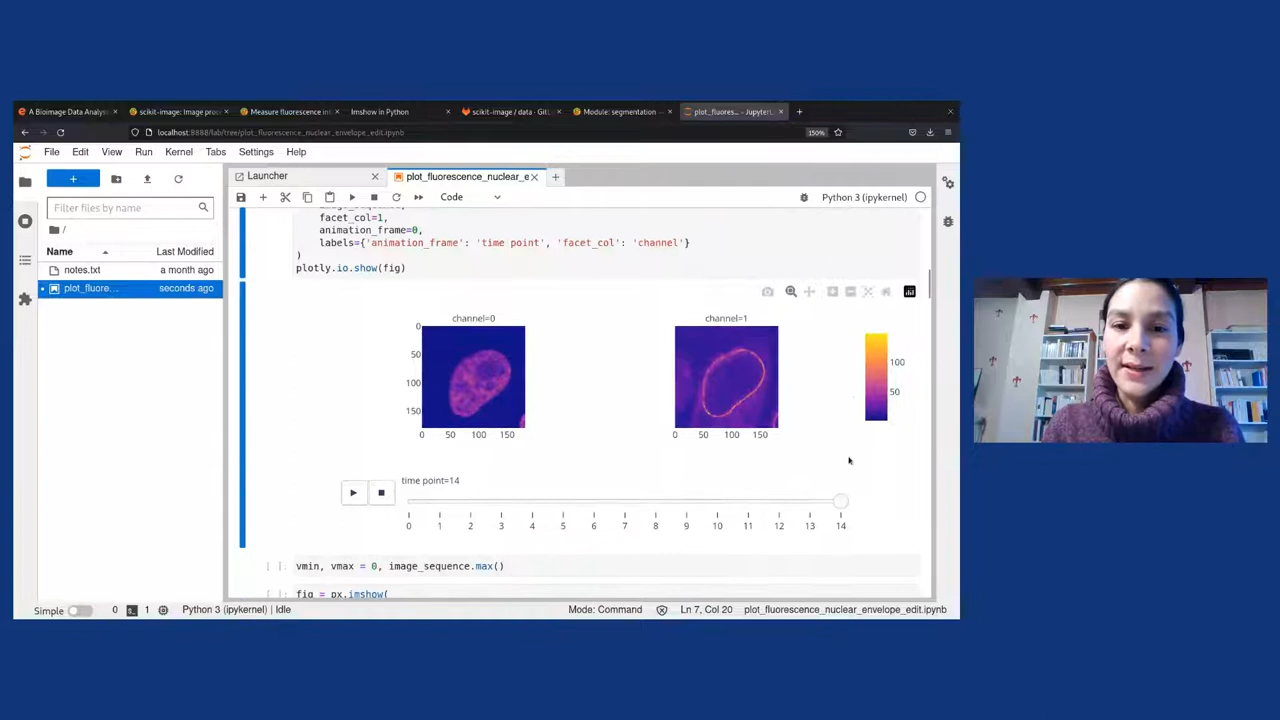 A Bioimage Data Analys
scikit-image: Image proc
Measure fluorescence in
Imshow in Python
scikit-image / data - GitL
Module: segmentation —
plot_fluores... - JupyterL
localhost:8888/lab/tree/plot_fluorescence_nuclear_envelope_edit.ipynb
150%
File Edit View Run Kernel Tabs Settings Help
Launcher
plot_fluorescence_nuclear_e
Filter files by name
Code
Python 3 (ipykernel)
/
Name Last Modified
notes.txt a month ago
plot_fluore... seconds ago
facet_col=1,
animation_frame=0,
labels={'animation_frame': 'time point', 'facet_col': 'channel'}
)
plotly.io.show(fig)
channel=0
channel=1
0
50
100
150
0 50 100 150
0 50 100 150
100
50
time point=14
0 1 2 3 4 5 6 7 8 9 10 11 12 13 14
[ ]: vmin, vmax = 0, image_sequence.max()
fig = px.imshow(
Simple 0 1 Python 3 (ipykernel) | Idle Mode: Command Ln 7, Col 20 plot_fluorescence_nuclear_envelope_edit.ipynb